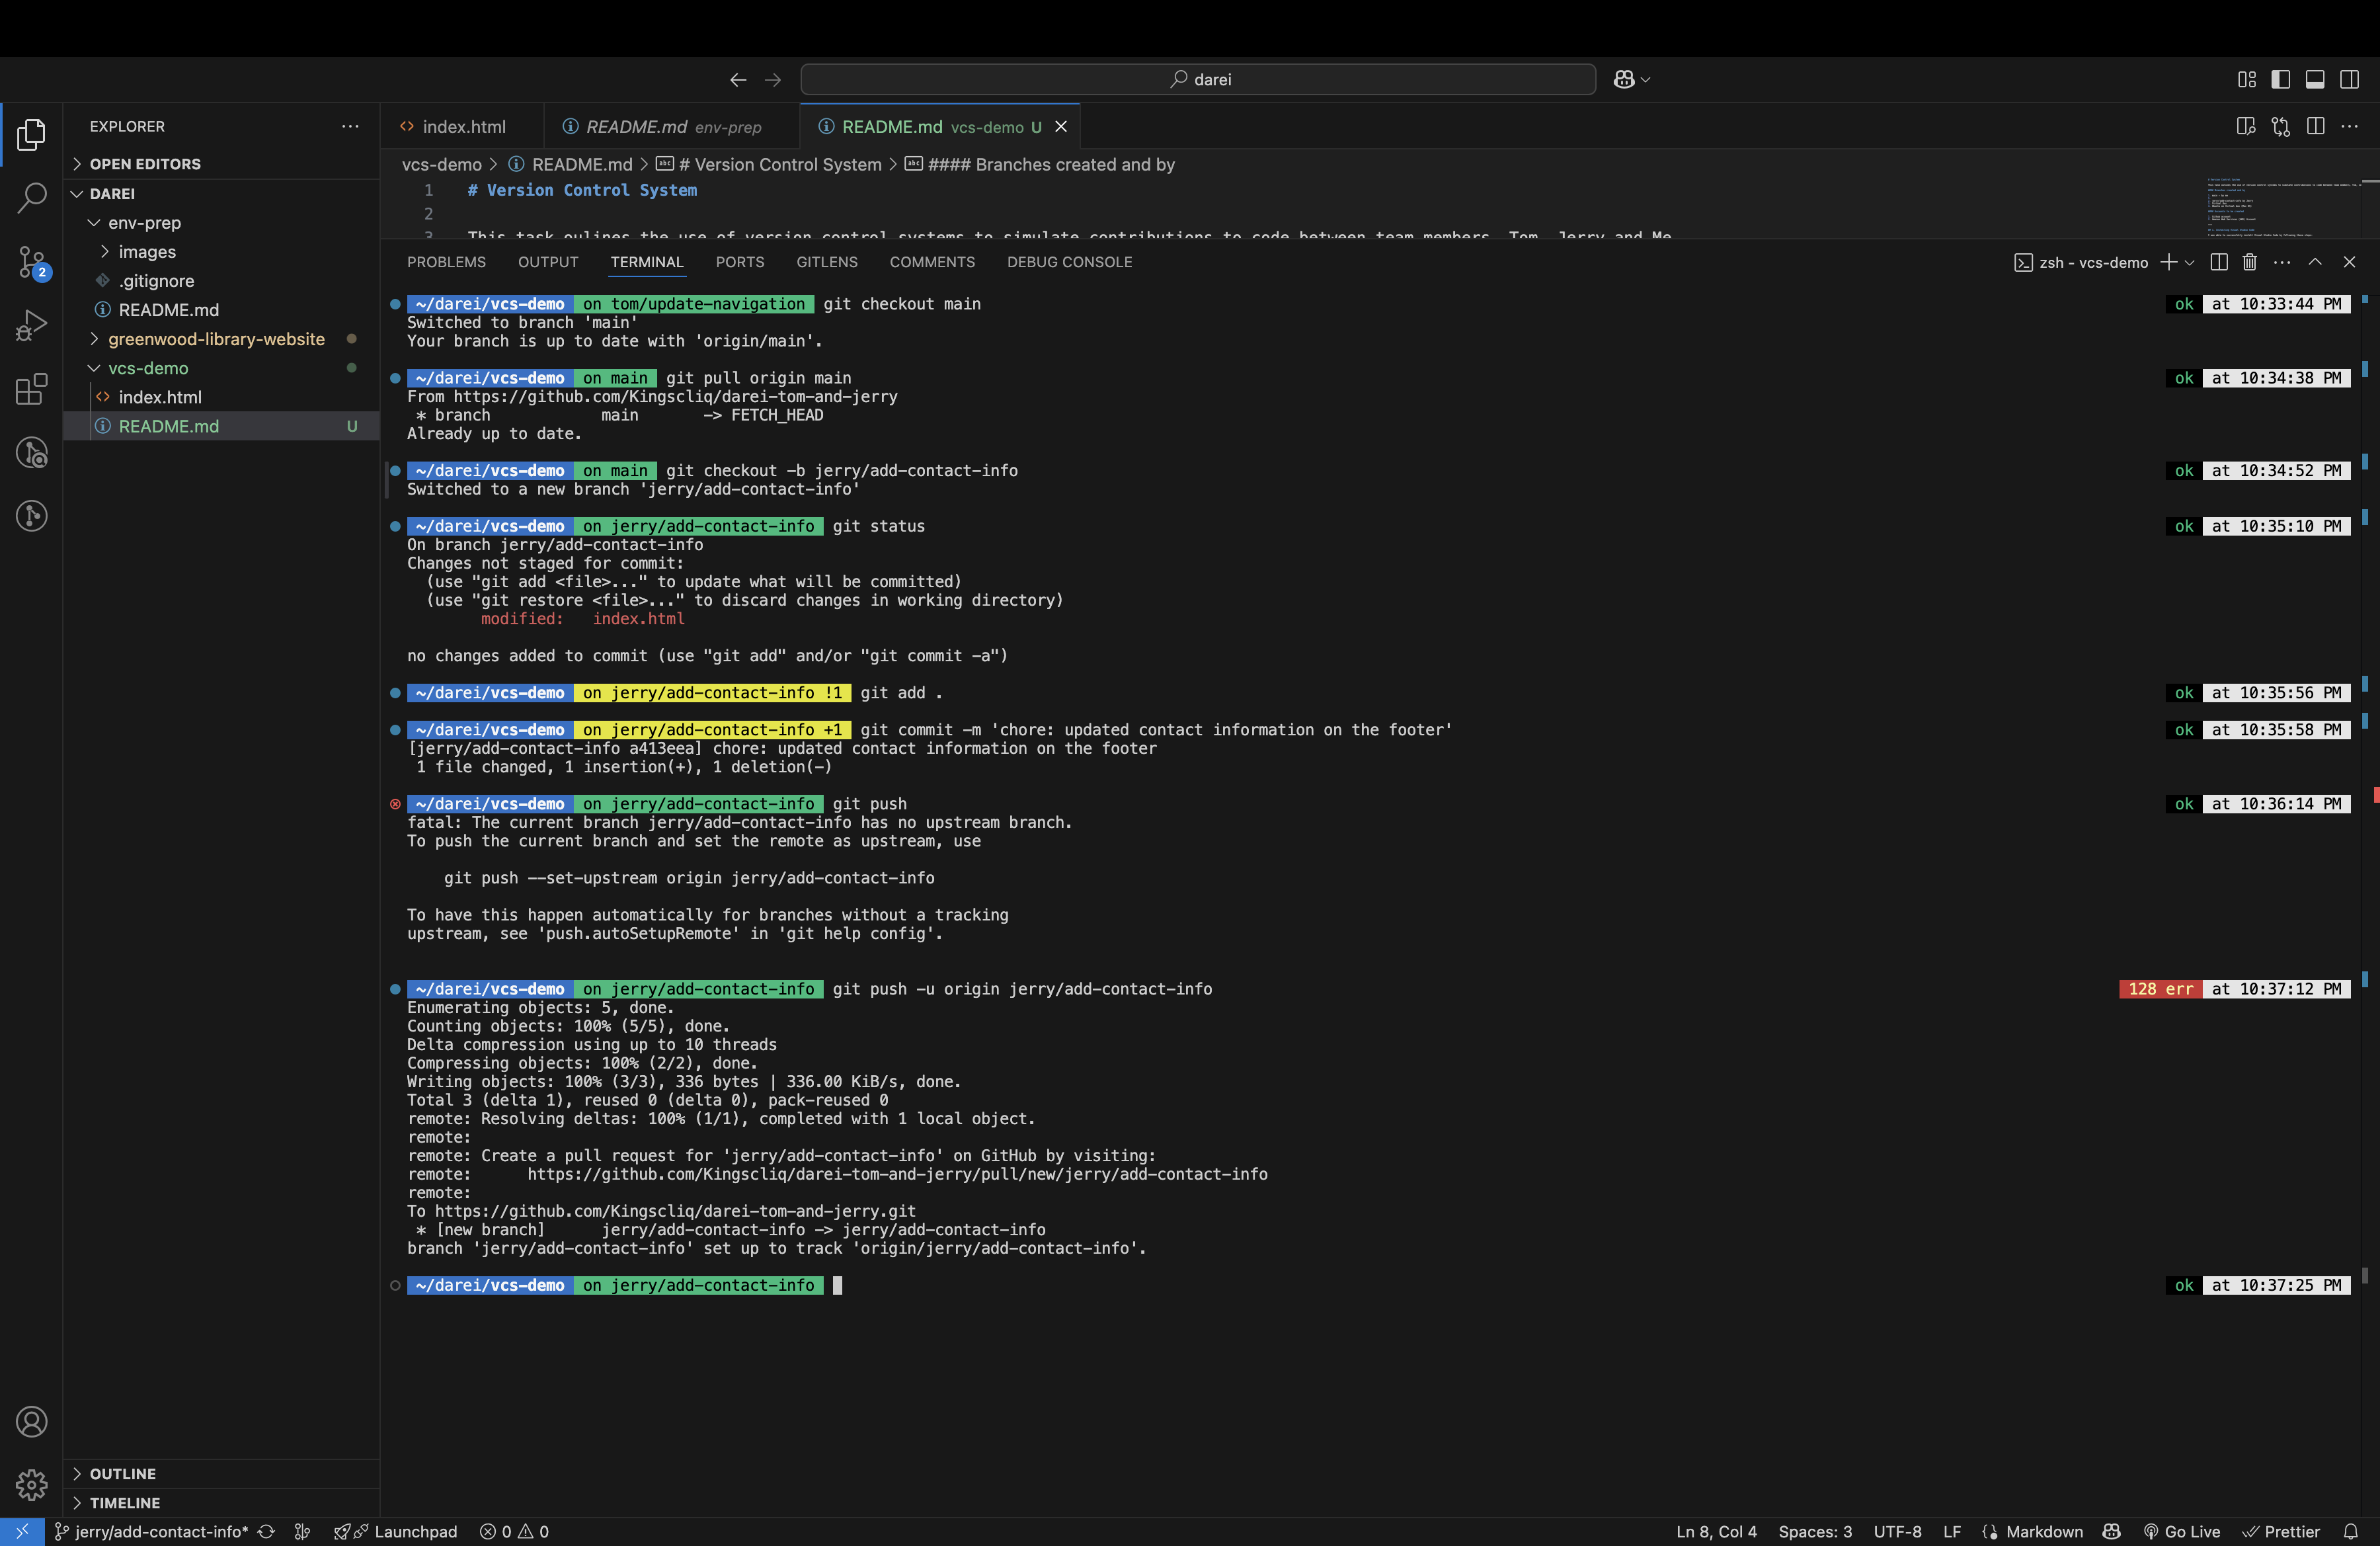 darei
EXPLORER
OPEN EDITORS
DAREI
env-prep
images
.gitignore
README.md
greenwood-library-website
vcs-demo
index.html
README.md U
OUTLINE
TIMELINE
2
index.html
README.md env-prep
README.md vcs-demo U
vcs-demo > README.md > # Version Control System > #### Branches created and by
1 # Version Control System
2
3 This task oulines the use of version control systems to simulate contributions to code between team members, Tom, Jerry and Me
PROBLEMS OUTPUT TERMINAL PORTS GITLENS COMMENTS DEBUG CONSOLE
zsh - vcs-demo
~/darei/vcs-demo on tom/update-navigation git checkout main ok at 10:33:44 PM
Switched to branch 'main'
Your branch is up to date with 'origin/main'.
~/darei/vcs-demo on main git pull origin main ok at 10:34:38 PM
From https://github.com/Kingscliq/darei-tom-and-jerry
* branch main -> FETCH_HEAD
Already up to date.
~/darei/vcs-demo on main git checkout -b jerry/add-contact-info ok at 10:34:52 PM
Switched to a new branch 'jerry/add-contact-info'
~/darei/vcs-demo on jerry/add-contact-info git status ok at 10:35:10 PM
On branch jerry/add-contact-info
Changes not staged for commit:
(use "git add <file>..." to update what will be committed)
(use "git restore <file>..." to discard changes in working directory)
modified: index.html
no changes added to commit (use "git add" and/or "git commit -a")
~/darei/vcs-demo on jerry/add-contact-info !1 git add . ok at 10:35:56 PM
~/darei/vcs-demo on jerry/add-contact-info +1 git commit -m 'chore: updated contact information on the footer' ok at 10:35:58 PM
[jerry/add-contact-info a413eea] chore: updated contact information on the footer
1 file changed, 1 insertion(+), 1 deletion(-)
~/darei/vcs-demo on jerry/add-contact-info git push ok at 10:36:14 PM
fatal: The current branch jerry/add-contact-info has no upstream branch.
To push the current branch and set the remote as upstream, use
git push --set-upstream origin jerry/add-contact-info
To have this happen automatically for branches without a tracking
upstream, see 'push.autoSetupRemote' in 'git help config'.
~/darei/vcs-demo on jerry/add-contact-info git push -u origin jerry/add-contact-info 128 err at 10:37:12 PM
Enumerating objects: 5, done.
Counting objects: 100% (5/5), done.
Delta compression using up to 10 threads
Compressing objects: 100% (2/2), done.
Writing objects: 100% (3/3), 336 bytes | 336.00 KiB/s, done.
Total 3 (delta 1), reused 0 (delta 0), pack-reused 0
remote: Resolving deltas: 100% (1/1), completed with 1 local object.
remote:
remote: Create a pull request for 'jerry/add-contact-info' on GitHub by visiting:
remote: https://github.com/Kingscliq/darei-tom-and-jerry/pull/new/jerry/add-contact-info
remote:
To https://github.com/Kingscliq/darei-tom-and-jerry.git
* [new branch] jerry/add-contact-info -> jerry/add-contact-info
branch 'jerry/add-contact-info' set up to track 'origin/jerry/add-contact-info'.
~/darei/vcs-demo on jerry/add-contact-info ok at 10:37:25 PM
jerry/add-contact-info* Launchpad 0 0 Ln 8, Col 4 Spaces: 3 UTF-8 LF Markdown Go Live Prettier